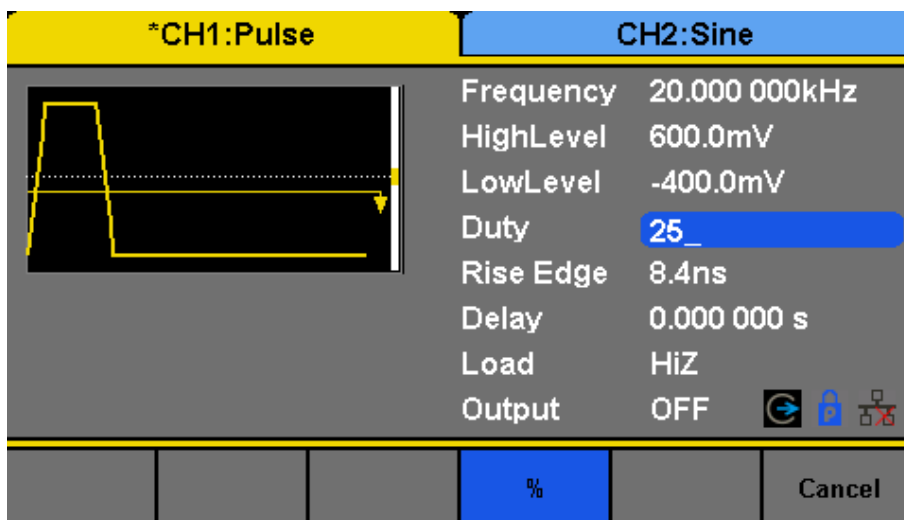 *CH1:Pulse CH2:Sine
Frequency 20.000 000kHz
HighLevel 600.0mV
LowLevel -400.0mV
Duty 25_
Rise Edge 8.4ns
Delay 0.000 000 s
Load HiZ
Output OFF P
% Cancel